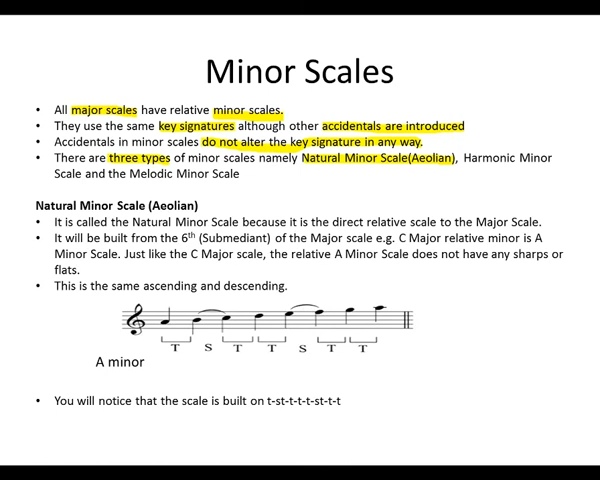 Minor Scales
• All major scales have relative minor scales.
• They use the same key signatures although other accidentals are introduced
• Accidentals in minor scales do not alter the key signature in any way.
• There are three types of minor scales namely Natural Minor Scale(Aeolian), Harmonic Minor
Scale and the Melodic Minor Scale
Natural Minor Scale (Aeolian)
• It is called the Natural Minor Scale because it is the direct relative scale to the Major Scale.
• It will be built from the 6th (Submediant) of the Major scale e.g. C Major relative minor is A
Minor Scale. Just like the C Major scale, the relative A Minor Scale does not have any sharps or
flats.
• This is the same ascending and descending.
T S T T S T T
A minor
• You will notice that the scale is built on t-st-t-t-t-st-t-t